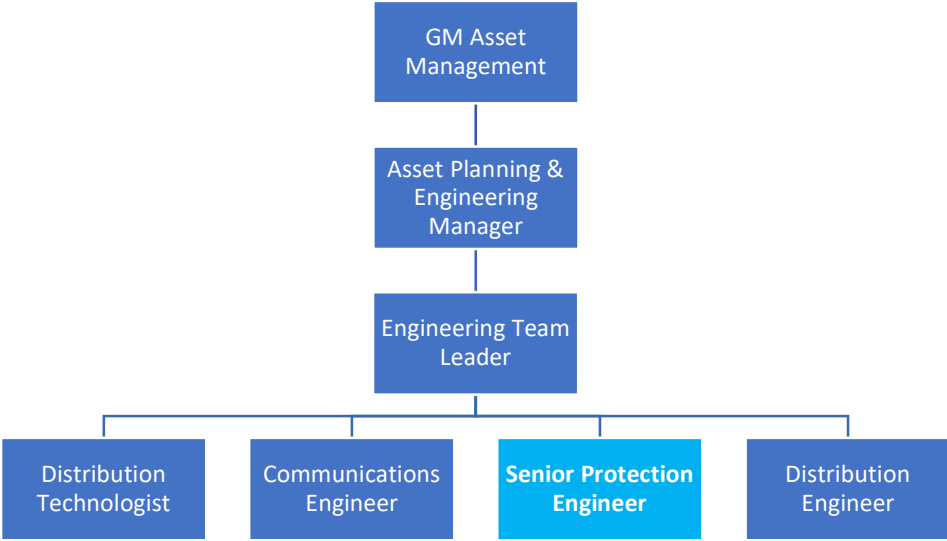 GM Asset
Management
Asset Planning &
Engineering
Manager
Engineering Team
Leader
Distribution
Technologist
Communications
Engineer
Senior Protection
Engineer
Distribution
Engineer